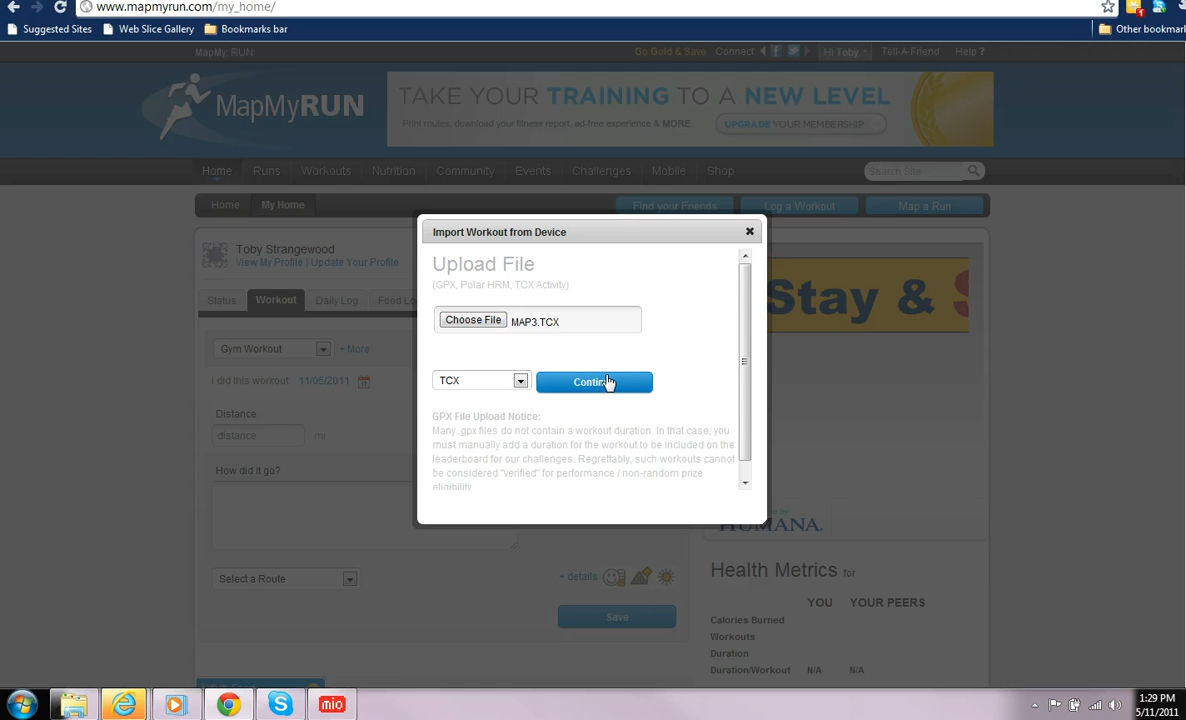 www.mapmyrun.com/my_home/
Suggested Sites Web Slice Gallery Bookmarks bar Other bookmark
MapMy RUN Go Gold & Save Connect Hi Toby Tell-A-Friend Help ?
MapMyRUN
TAKE YOUR TRAINING TO A NEW LEVEL
Print routes, download your fitness report, ad-free experience & MORE. UPGRADE YOUR MEMBERSHIP
Home Runs Workouts Nutrition Community Events Challenges Mobile Shop Search Site
Home My Home Find your Friends Log a Workout Map a Run
Import Workout from Device
Toby Strangewood
View My Profile | Update Your Profile
Upload File
(GPX, Polar HRM, TCX Activity)
Status Workout Daily Log Food Lo
Stay & S
Choose File MAP3.TCX
Gym Workout + More
I did this workout 11/05/2011
TCX
Distance
distance mi
GPX File Upload Notice:
Many .gpx files do not contain a workout duration. In that case, you
must manually add a duration for the workout to be included on the
leaderboard for our challenges. Regrettably, such workouts cannot
be considered "verified" for performance / non-random prize
eligibility
How did it go?
HUMANA.
Select a Route + details
Health Metrics for
YOU YOUR PEERS
Save
Calories Burned
Workouts
Duration
Duration/Workout N/A N/A
mio
1:29 PM
5/11/2011